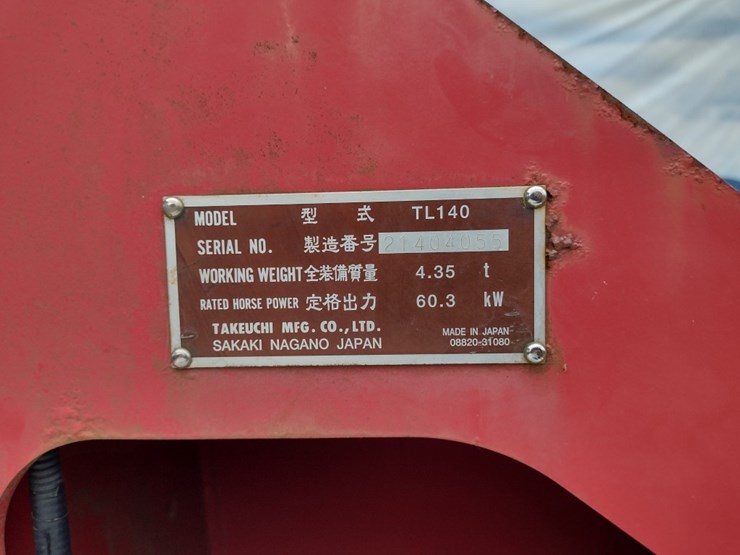 MODEL 型式 TL140
SERIAL NO. 製造番号 21404055
WORKING WEIGHT 全装備質量 4.35 t
RATED HORSE POWER 定格出力 60.3 kW
TAKEUCHI MFG. CO., LTD.
SAKAKI NAGANO JAPAN
MADE IN JAPAN
08820-31080